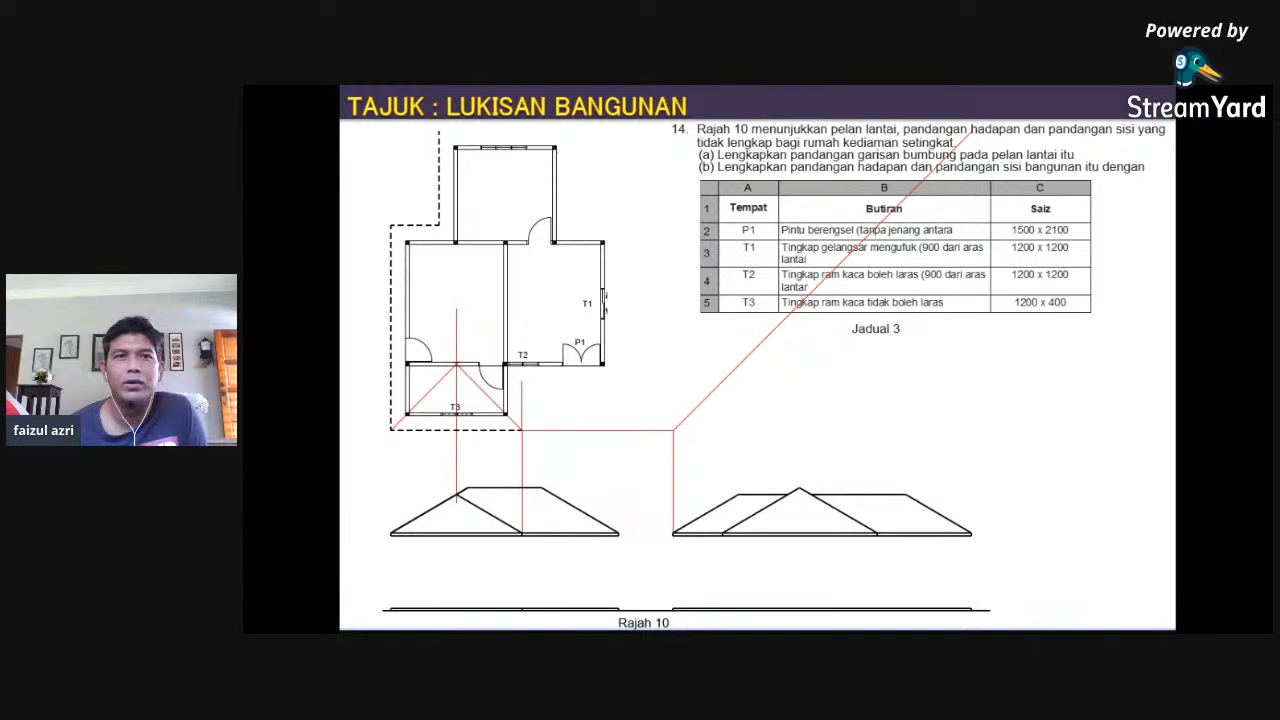 Powered by
StreamYard
TAJUK : LUKISAN BANGUNAN
14. Rajah 10 menunjukkan pelan lantai, pandangan hadapan dan pandangan sisi yang
tidak lengkap bagi rumah kediaman setingkat.
(a) Lengkapkan pandangan garisan bumbung pada pelan lantai itu
(b) Lengkapkan pandangan hadapan dan pandangan sisi bangunan itu dengan
A B C
1 Tempat Butiran Saiz
2 P1 Pintu berengsel (tanpa jenang antara 1500 x 2100
3 T1 Tingkap gelangsar mengufuk (900 dari aras 1200 x 1200
lantai
4 T2 Tingkap ram kaca boleh laras (900 dari aras 1200 x 1200
lantar
5 T3 Tingkap ram kaca tidak boleh laras 1200 x 400
Jadual 3
T1
P1
T2
T3
faizul azri
Rajah 10